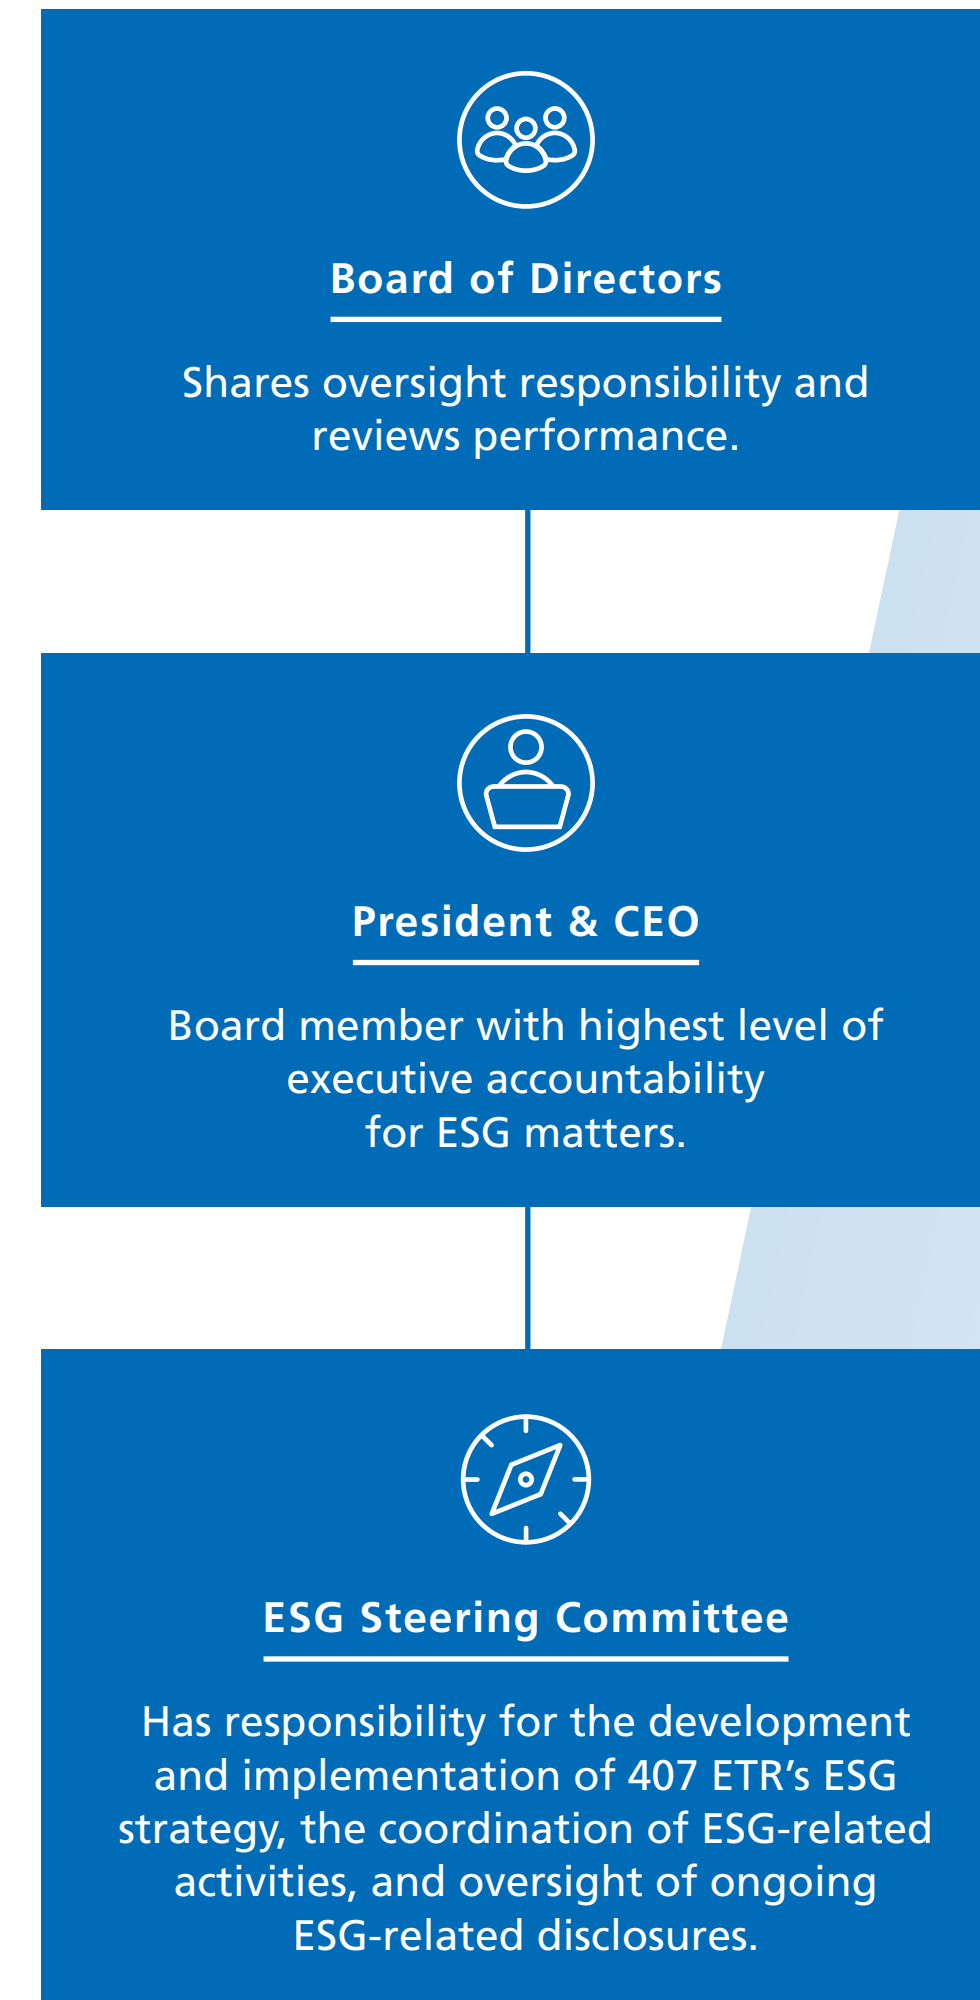 Board of Directors
Shares oversight responsibility and
reviews performance.
President & CEO
Board member with highest level of
executive accountability
for ESG matters.
ESG Steering Committee
Has responsibility for the development
and implementation of 407 ETR’s ESG
strategy, the coordination of ESG-related
activities, and oversight of ongoing
ESG-related disclosures.